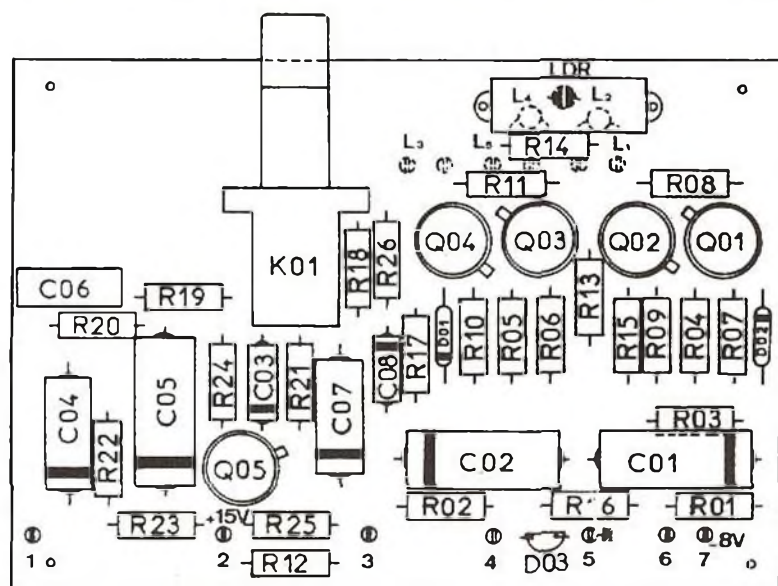 LDR
L4 L2
L3 L5 R14 L1
R11 R08
Q04 Q03 Q02 Q01
K01 R18 R26
C06 R19 R13
R20 D01 R10 R05 R06 R15 R09 R04 R07 D02
C04 C05 R24 C03 R21 C07 C08 R17
R22 R03
Q05 C02 C01
R02 R01
R23 +15V R25 -8V
1 2 3 4 D03 5 6 7
R12